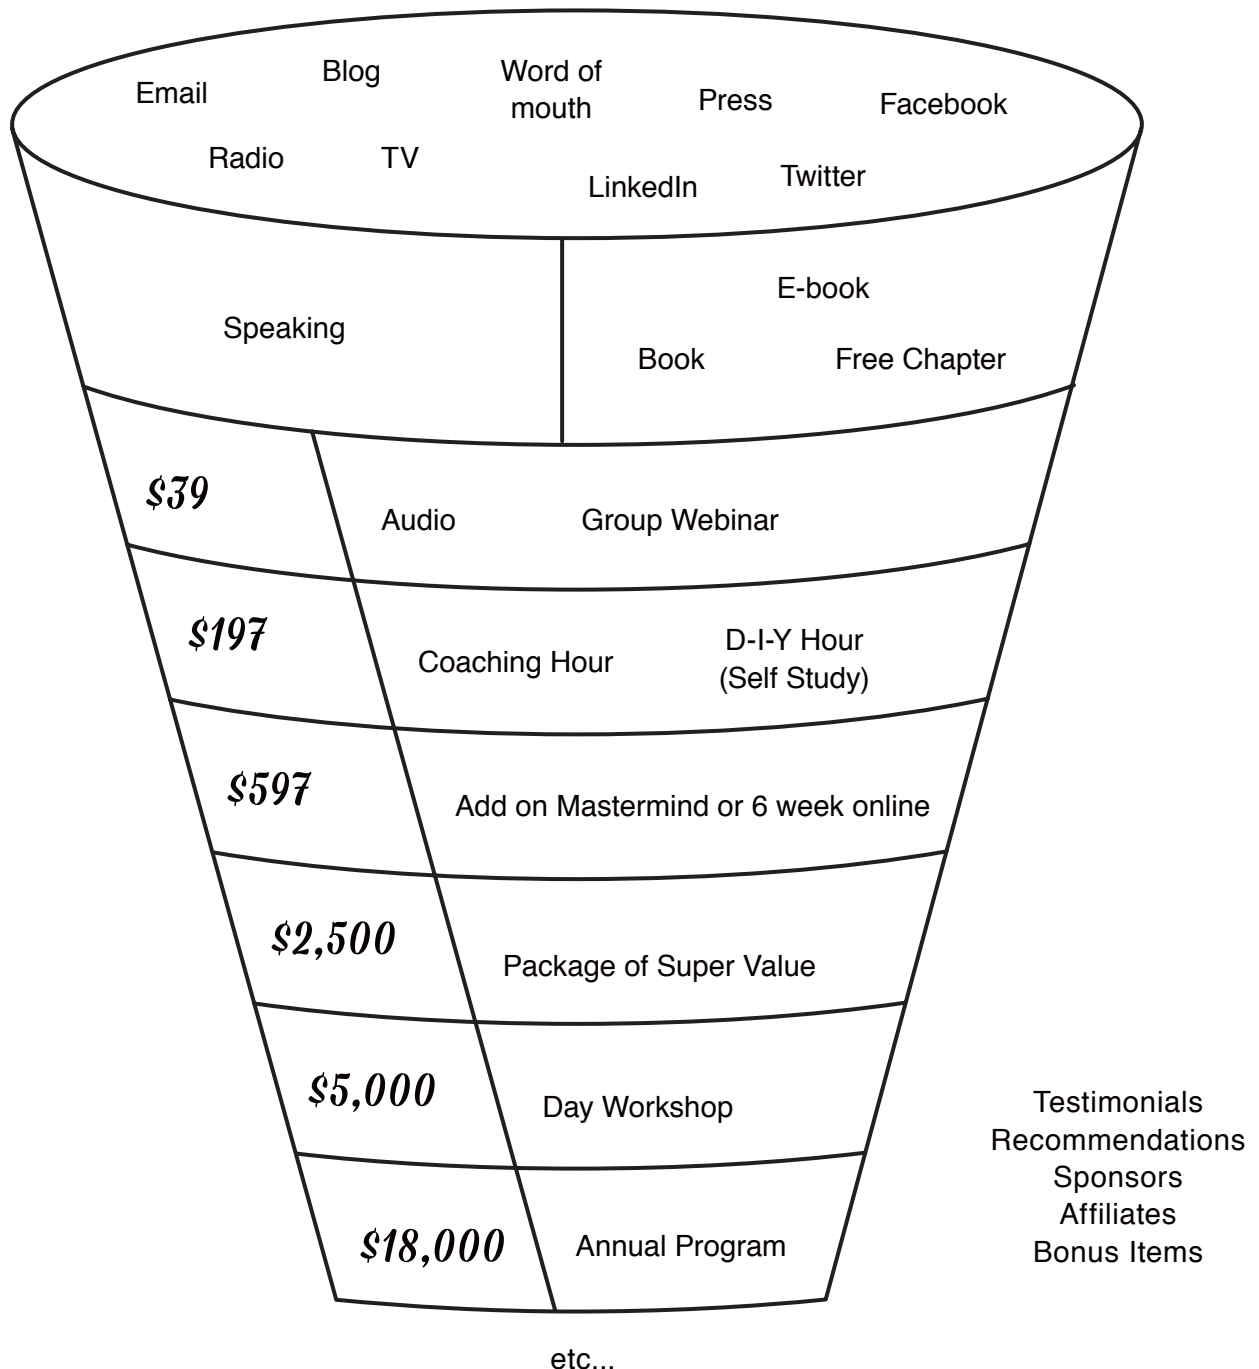 Email
Blog
Word of
mouth
Press
Facebook
Radio
TV
LinkedIn
Twitter
Speaking
E-book
Book
Free Chapter
$39
Audio
Group Webinar
$197
Coaching Hour
D-I-Y Hour
(Self Study)
$597
Add on Mastermind or 6 week online
$2,500
Package of Super Value
$5,000
Day Workshop
$18,000
Annual Program
Testimonials
Recommendations
Sponsors
Affiliates
Bonus Items
etc...